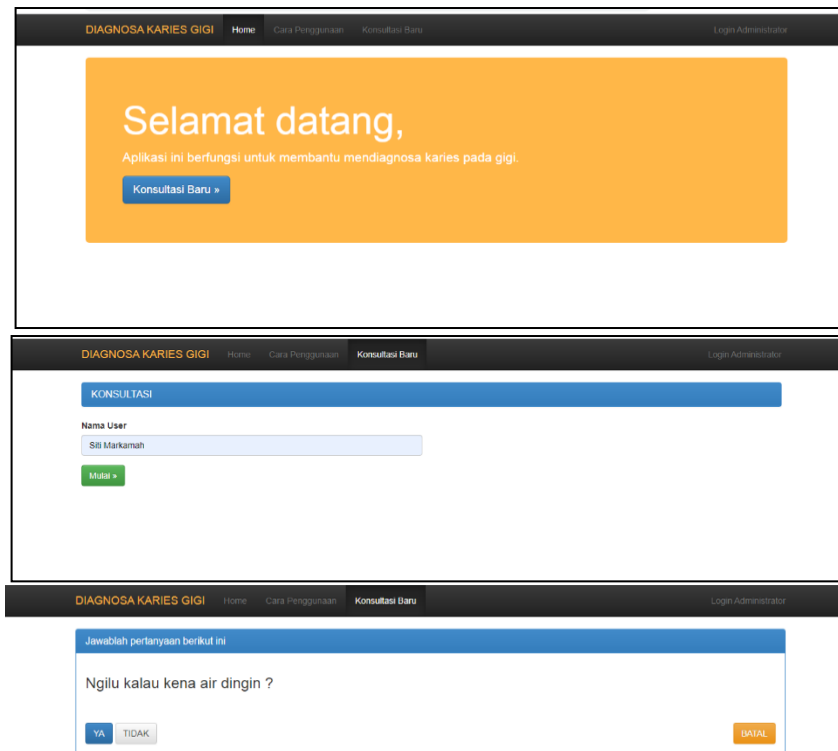 DIAGNOSA KARIES GIGI Home Cara Penggunaan Konsultasi Baru Login Administrator
Selamat datang,
Aplikasi ini berfungsi untuk membantu mendiagnosa karies pada gigi.
Konsultasi Baru »
DIAGNOSA KARIES GIGI Home Cara Penggunaan Konsultasi Baru Login Administrator
KONSULTASI
Nama User
Siti Markamah
Mulai »
DIAGNOSA KARIES GIGI Home Cara Penggunaan Konsultasi Baru Login Administrator
Jawablah pertanyaan berikut ini
Ngilu kalau kena air dingin ?
YA TIDAK BATAL